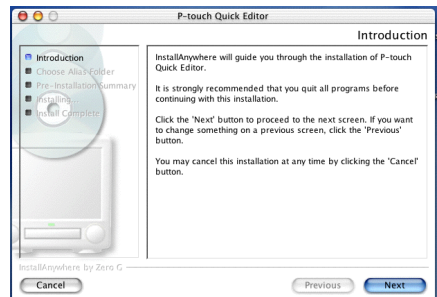 P-touch Quick Editor
Introduction
Introduction
Choose Alias Folder
Pre-Installation Summary
Installing...
Install Complete
InstallAnywhere will guide you through the installation of P-touch
Quick Editor.
It is strongly recommended that you quit all programs before
continuing with this installation.
Click the 'Next' button to proceed to the next screen. If you want
to change something on a previous screen, click the 'Previous'
button.
You may cancel this installation at any time by clicking the 'Cancel'
button.
InstallAnywhere by Zero G
Cancel
Previous
Next